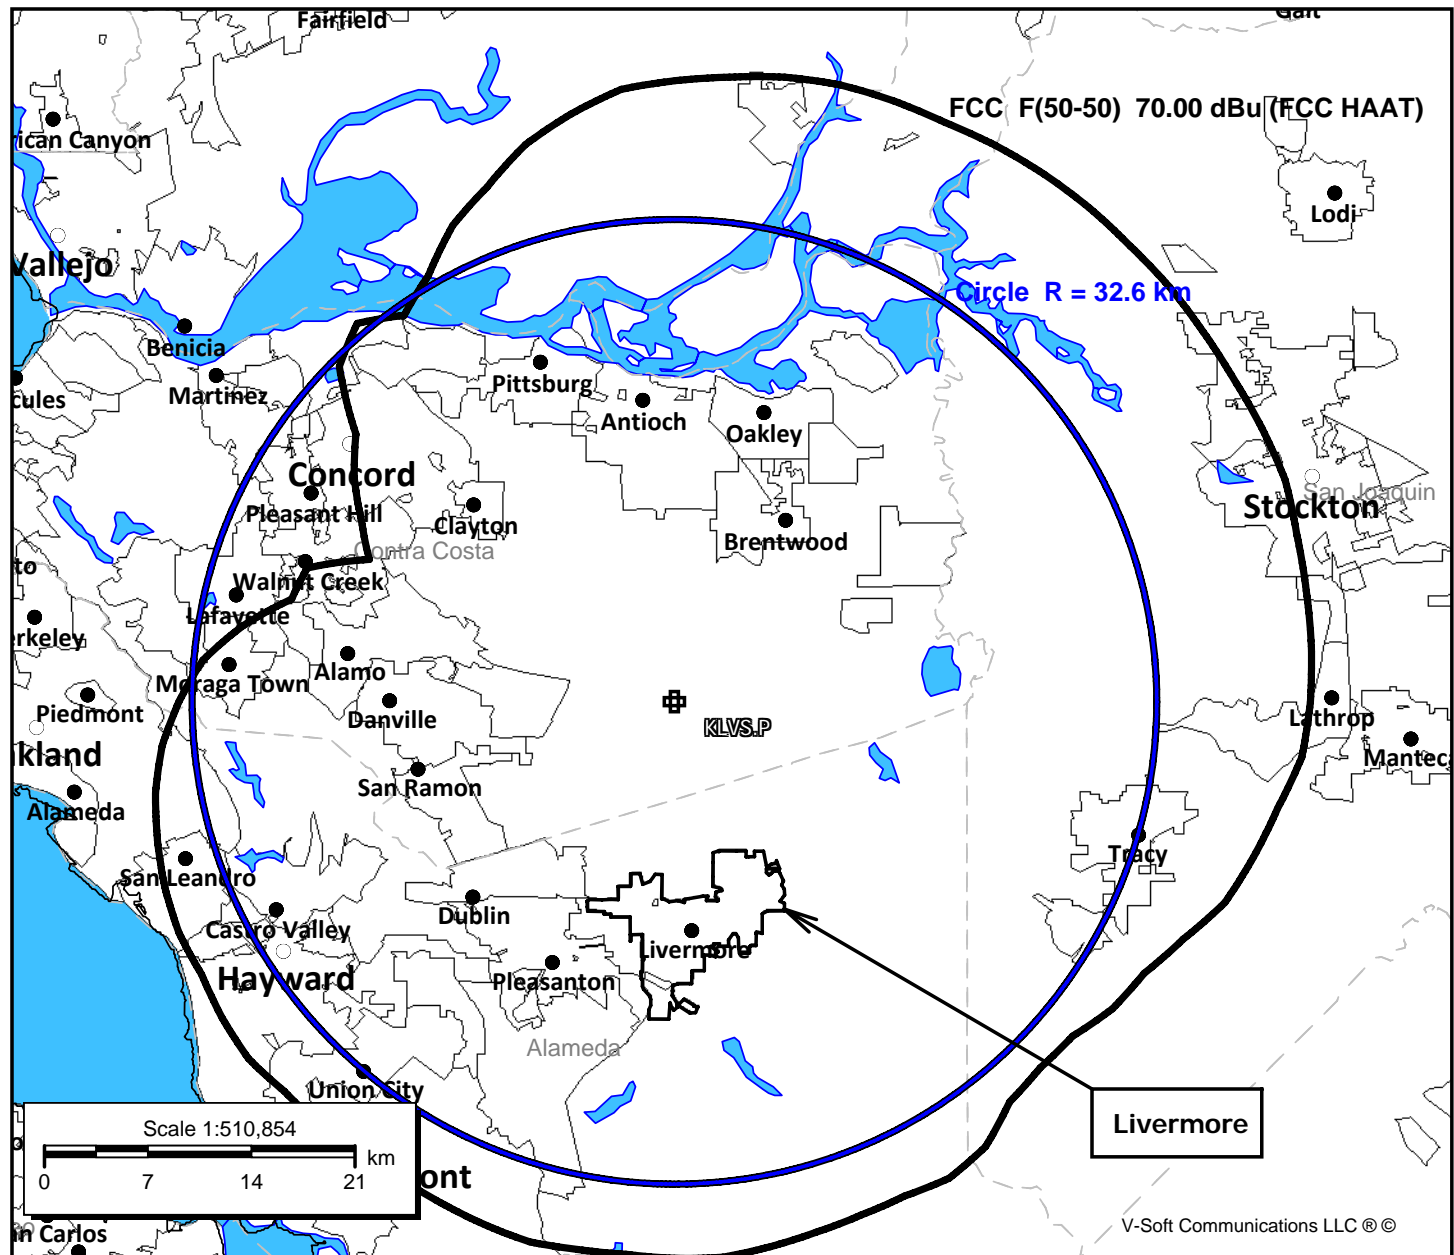 Fairfield
Galt
FCC F(50-50) 70.00 dBu (FCC HAAT)
rican Canyon
Lodi
Vallejo
Circle R = 32.6 km
Benicia
Martinez
cules
Pittsburg
Antioch
Oakley
Concord
Pleasant Hill
Clayton
San Joaquin
Stockton
Brentwood
Contra Costa
to
Walnut Creek
Lafayette
erkeley
Moraga Town
Alamo
Piedmont
Danville
KLVS.P
Lathrop
kland
Manteca
San Ramon
Alameda
Tracy
San Leandro
Dublin
Castro Valley
Livermore
Hayward
Pleasanton
Alameda
Union City
Livermore
Scale 1:510,854
km
0 7 14 21
ont
V-Soft Communications LLC ® ©
n Carlos